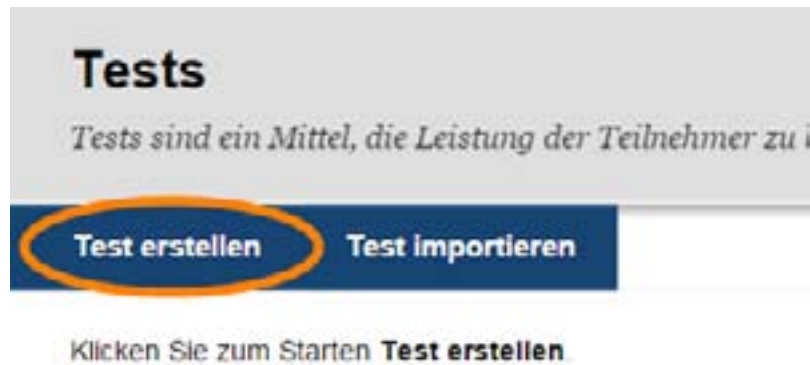 Tests
Tests sind ein Mittel, die Leistung der Teilnehmer zu
Test erstellen Test importieren
Klicken Sie zum Starten Test erstellen